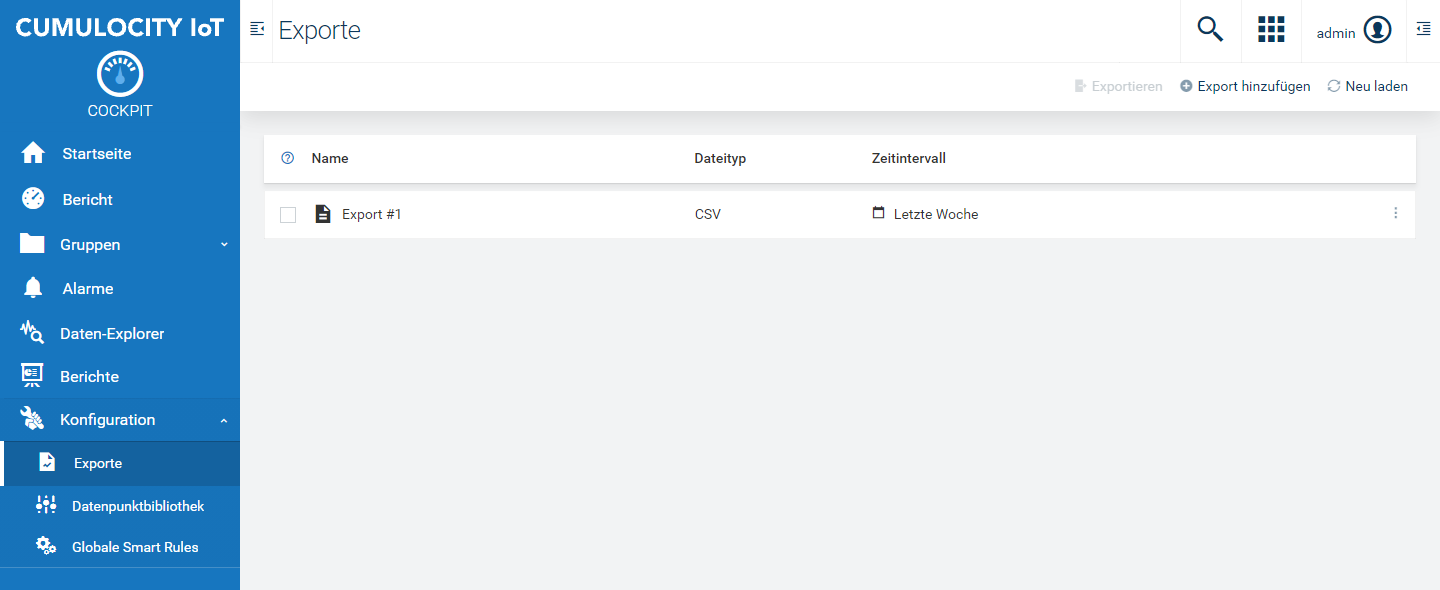 CUMULOCITY IoT
COCKPIT
Startseite
Bericht
Gruppen
Alarme
Daten-Explorer
Berichte
Konfiguration
Exporte
Datenpunktbibliothek
Globale Smart Rules
Exporte
admin
Exportieren Export hinzufügen Neu laden
Name Dateityp Zeitintervall
Export #1 CSV Letzte Woche